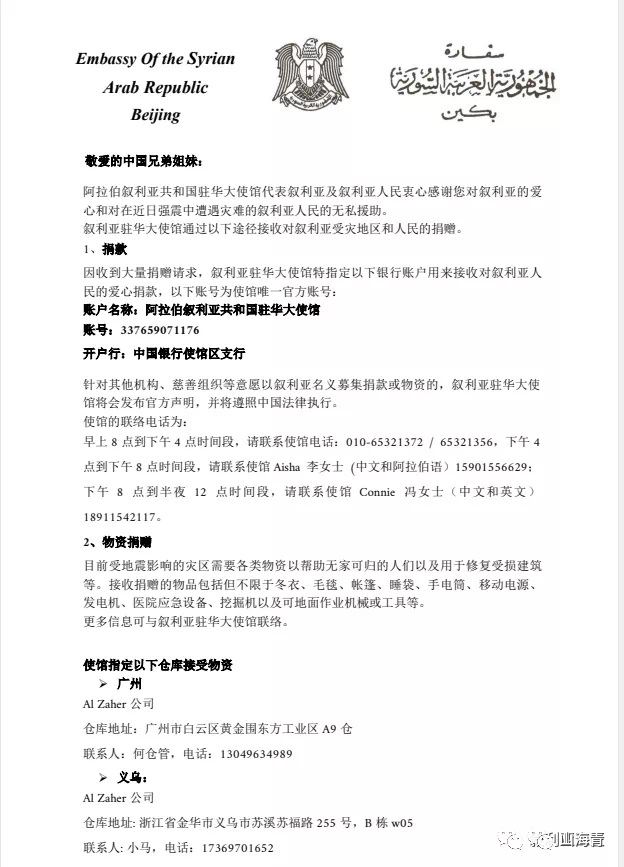 Embassy Of the Syrian
Arab Republic
Beijing
سفارة
الجمهورية العربية السورية
بكين
敬爱的中国兄弟姐妹：
阿拉伯叙利亚共和国驻华大使馆代表叙利亚及叙利亚人民衷心感谢您对叙利亚的爱
心和对在近日强震中遭遇灾难的叙利亚人民的无私援助。
叙利亚驻华大使馆通过以下途径接收对叙利亚受灾地区和人民的捐赠。
1、捐款
因收到大量捐赠请求，叙利亚驻华大使馆特指定以下银行账户用来接收对叙利亚人
民的爱心捐款，以下账号为使馆唯一官方账号：
账户名称：阿拉伯叙利亚共和国驻华大使馆
账号：337659071176
开户行：中国银行使馆区支行
针对其他机构、慈善组织等意愿以叙利亚名义募集捐款或物资的，叙利亚驻华大使
馆将会发布官方声明，并将遵照中国法律执行。
使馆的联络电话为：
早上 8 点到下午 4 点时间段，请联系使馆电话：010-65321372 / 65321356，下午 4
点到下午 8 点时间段，请联系使馆 Aisha 李女士 (中文和阿拉伯语）15901556629；
下午 8 点到半夜 12 点时间段，请联系使馆 Connie 冯女士（中文和英文）
18911542117。
2、物资捐赠
目前受地震影响的灾区需要各类物资以帮助无家可归的人们以及用于修复受损建筑
等。接收捐赠的物品包括但不限于冬衣、毛毯、帐篷、睡袋、手电筒、移动电源、
发电机、医院应急设备、挖掘机以及可地面作业机械或工具等。
更多信息可与叙利亚驻华大使馆联络。
使馆指定以下仓库接受物资
➢ 广州
Al Zaher 公司
仓库地址：广州市白云区黄金围东方工业区 A9 仓
联系人：何仓管，电话：13049634989
➢ 义乌：
Al Zaher 公司
仓库地址: 浙江省金华市义乌市苏溪苏福路 255 号，B 栋 w05
联系人: 小马，电话：17369701652